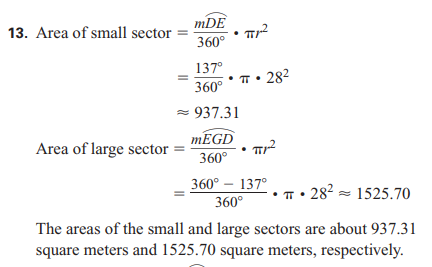 13. Area of small sector = mDE/360° • πr²
= 137°/360° • π • 28²
≈ 937.31
Area of large sector = mEGD/360° • πr²
= 360° − 137°/360° • π • 28² ≈ 1525.70
The areas of the small and large sectors are about 937.31
square meters and 1525.70 square meters, respectively.